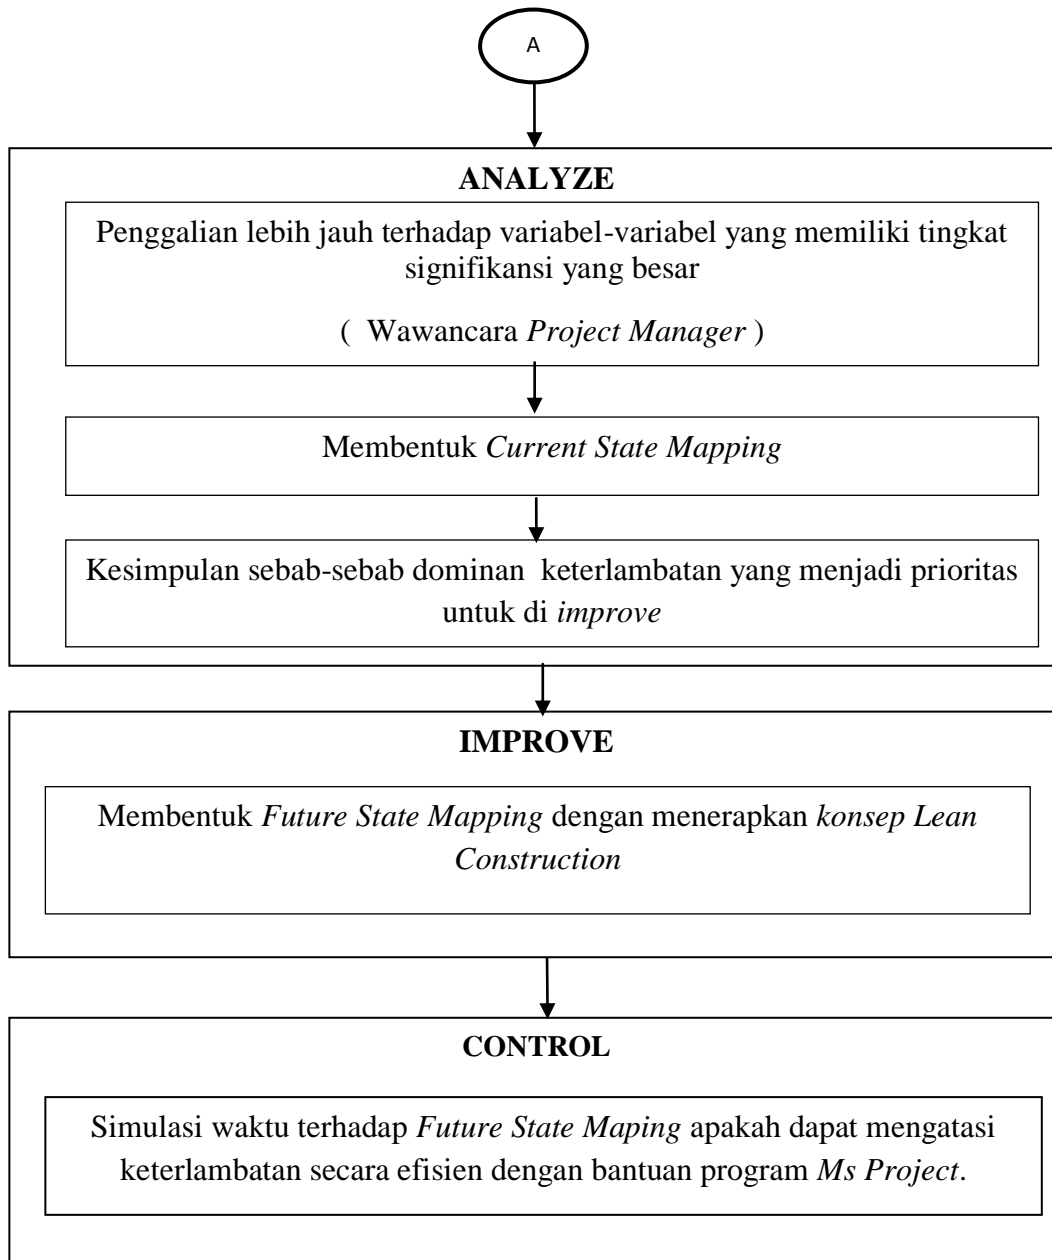 A
ANALYZE
Penggalian lebih jauh terhadap variabel-variabel yang memiliki tingkat
signifikansi yang besar
( Wawancara Project Manager )
Membentuk Current State Mapping
Kesimpulan sebab-sebab dominan keterlambatan yang menjadi prioritas
untuk di improve
IMPROVE
Membentuk Future State Mapping dengan menerapkan konsep Lean
Construction
CONTROL
Simulasi waktu terhadap Future State Maping apakah dapat mengatasi
keterlambatan secara efisien dengan bantuan program Ms Project.